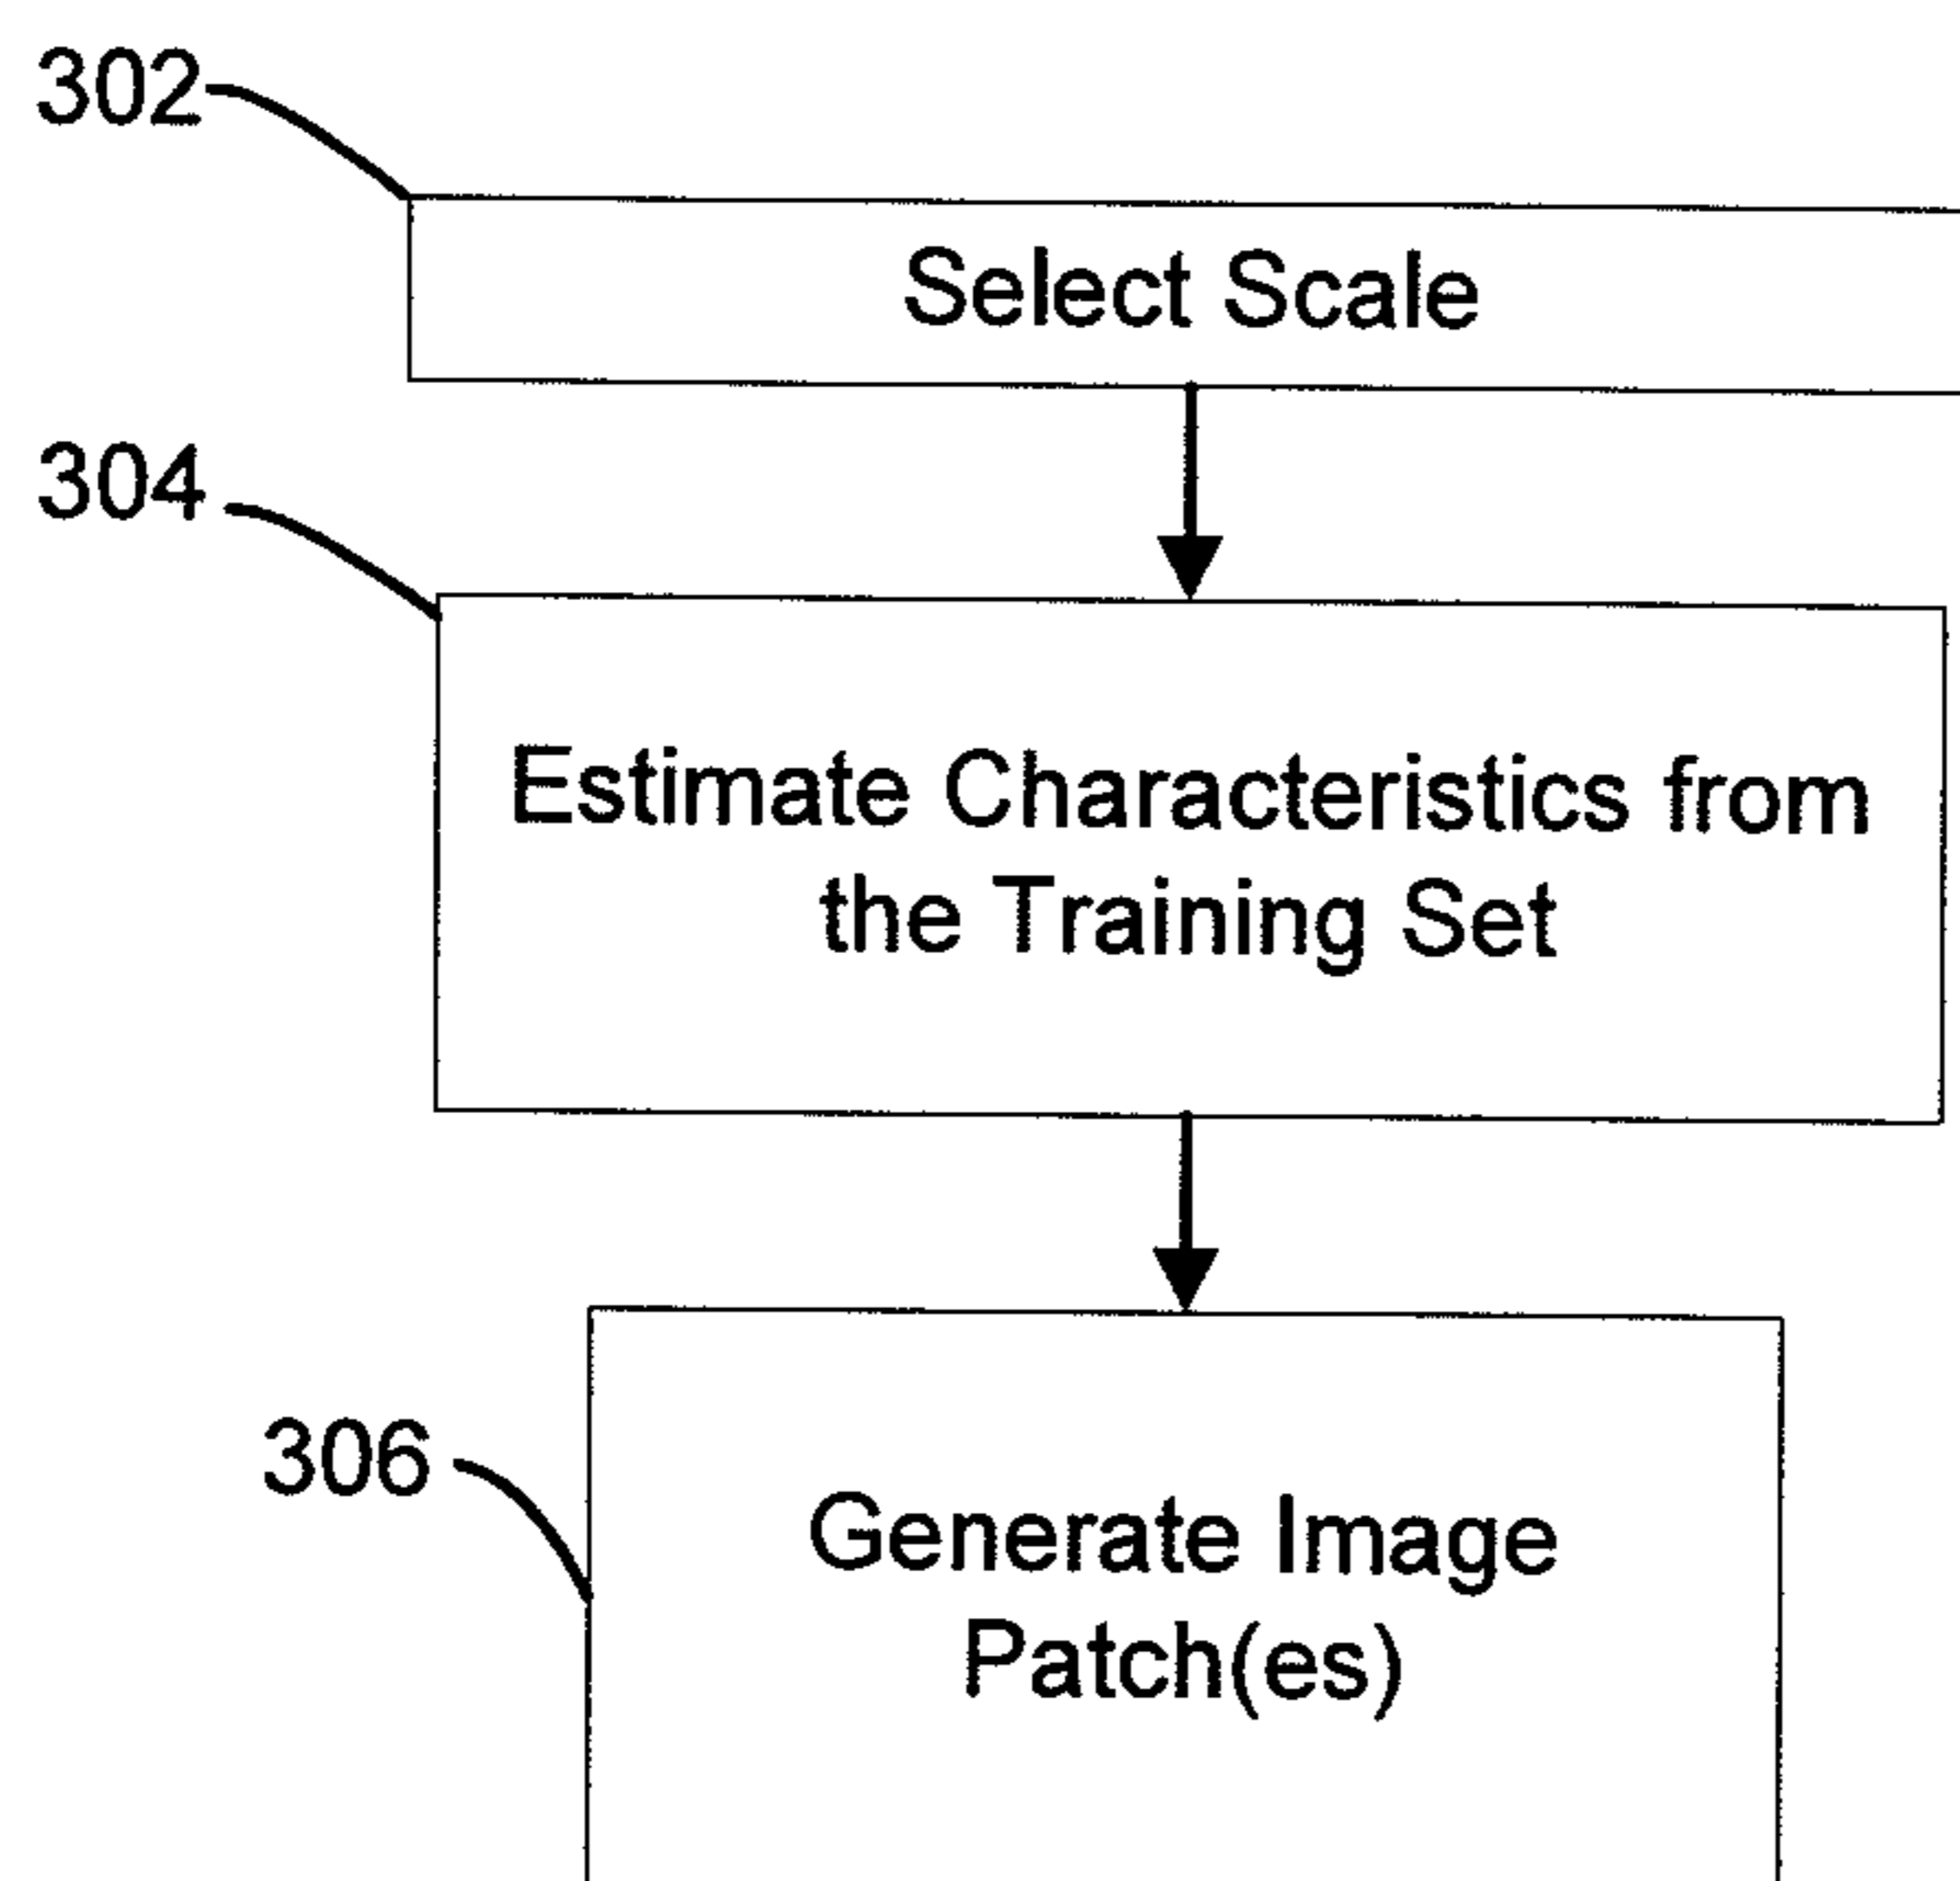 302
Select Scale
304
Estimate Characteristics from
the Training Set
306
Generate Image
Patch(es)